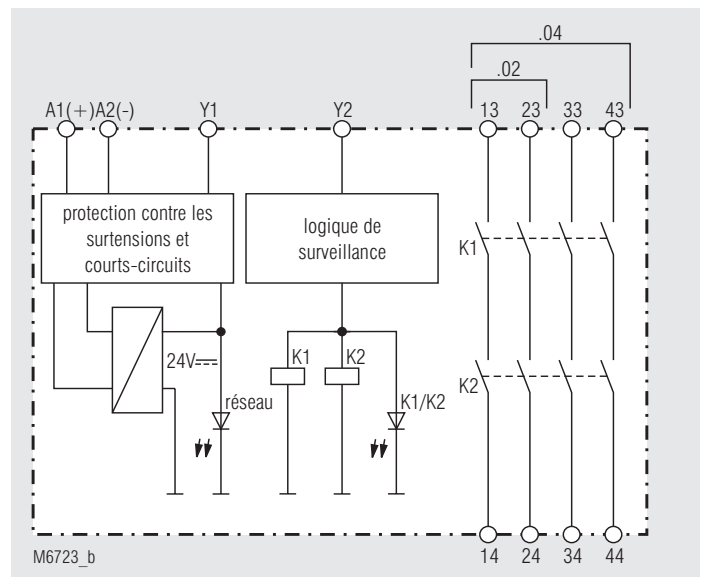 .04
.02
A1(+) A2(-) Y1 Y2 13 23 33 43
protection contre les
surtensions et
courts-circuits
logique de
surveillance
K1
24V
K1 K2
K2
réseau
K1/K2
M6723_b
14 24 34 44